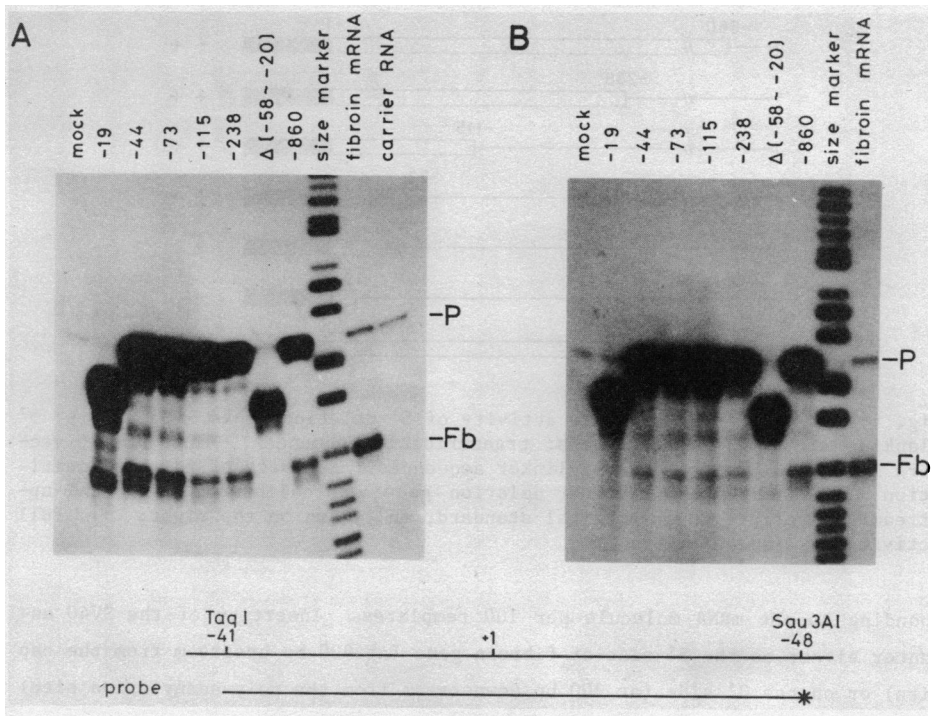 A
mock
-19
-44
-73
-115
-238
Δ(-58~-20)
-860
size marker
fibroin mRNA
carrier RNA
-P
-Fb
B
mock
-19
-44
-73
-115
-238
Δ(-58~-20)
-860
size marker
fibroin mRNA
-P
-Fb
Taq I
-41
+1
Sau 3AI
-48
probe
*